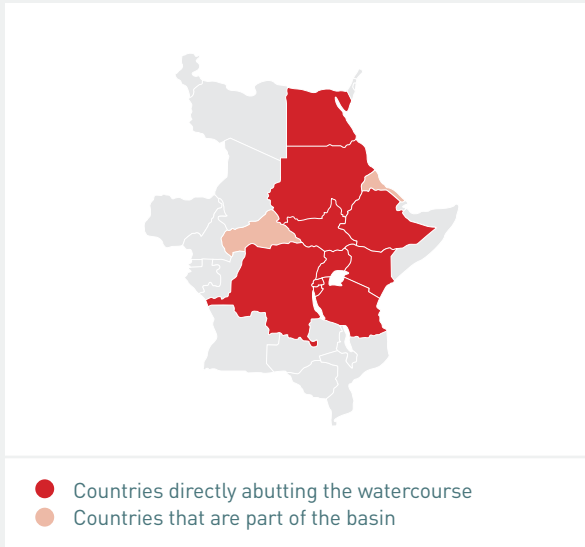 Countries directly abutting the watercourse
Countries that are part of the basin